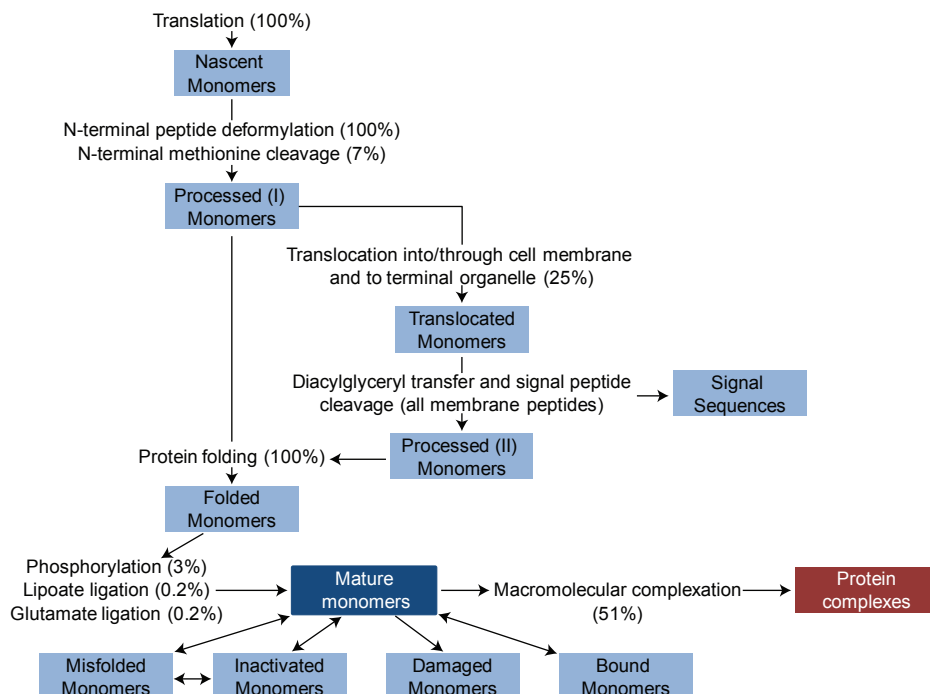 Translation (100%)
Nascent
Monomers
N-terminal peptide deformylation (100%)
N-terminal methionine cleavage (7%)
Processed (I)
Monomers
Translocation into/through cell membrane
and to terminal organelle (25%)
Translocated
Monomers
Diacylglyceryl transfer and signal peptide
cleavage (all membrane peptides)
Signal
Sequences
Processed (II)
Monomers
Protein folding (100%)
Folded
Monomers
Phosphorylation (3%)
Lipoate ligation (0.2%)
Glutamate ligation (0.2%)
Mature
monomers
Macromolecular complexation
(51%)
Protein
complexes
Misfolded
Monomers
Inactivated
Monomers
Damaged
Monomers
Bound
Monomers